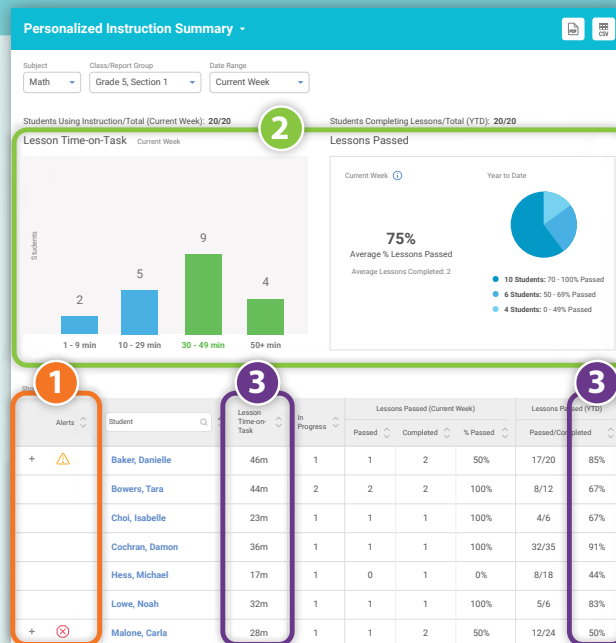 Personalized Instruction Summary
PDF CSV
Subject Class/Report Group Date Range
Math Grade 5, Section 1 Current Week
Students Using Instruction/Total (Current Week): 20/20 Students Completing Lessons/Total (YTD): 20/20
2
Lesson Time-on-Task Current Week Lessons Passed
Students
2 5 9 4
1 - 9 min 10 - 29 min 30 - 49 min 50+ min
Current Week Year to Date
75%
Average % Lessons Passed
Average Lessons Completed: 2
10 Students: 70 - 100% Passed
6 Students: 50 - 69% Passed
4 Students: 0 - 49% Passed
1 3 3
Lessons Passed (Current Week) Lessons Passed (YTD)
Alerts Student Lesson Time-on-Task In Progress Passed Completed % Passed Passed/Completed
Baker, Danielle 46m 1 1 2 50% 17/20 85%
Bowers, Tara 44m 2 2 2 100% 8/12 67%
Choi, Isabelle 23m 1 1 1 100% 4/6 67%
Cochran, Damon 36m 1 1 1 100% 32/35 91%
Hess, Michael 17m 1 0 1 0% 8/18 44%
Lowe, Noah 32m 1 1 1 100% 5/6 83%
Malone, Carla 28m 1 1 2 50% 12/24 50%